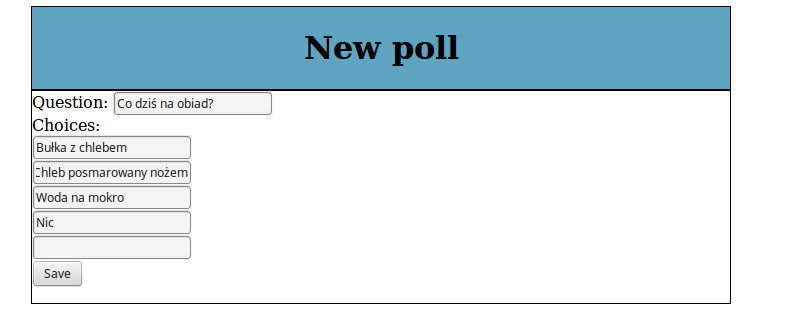 New poll
Question: Co dziś na obiad?
Choices:
Bułka z chlebem
Chleb posmarowany nożem
Woda na mokro
Nic
Save